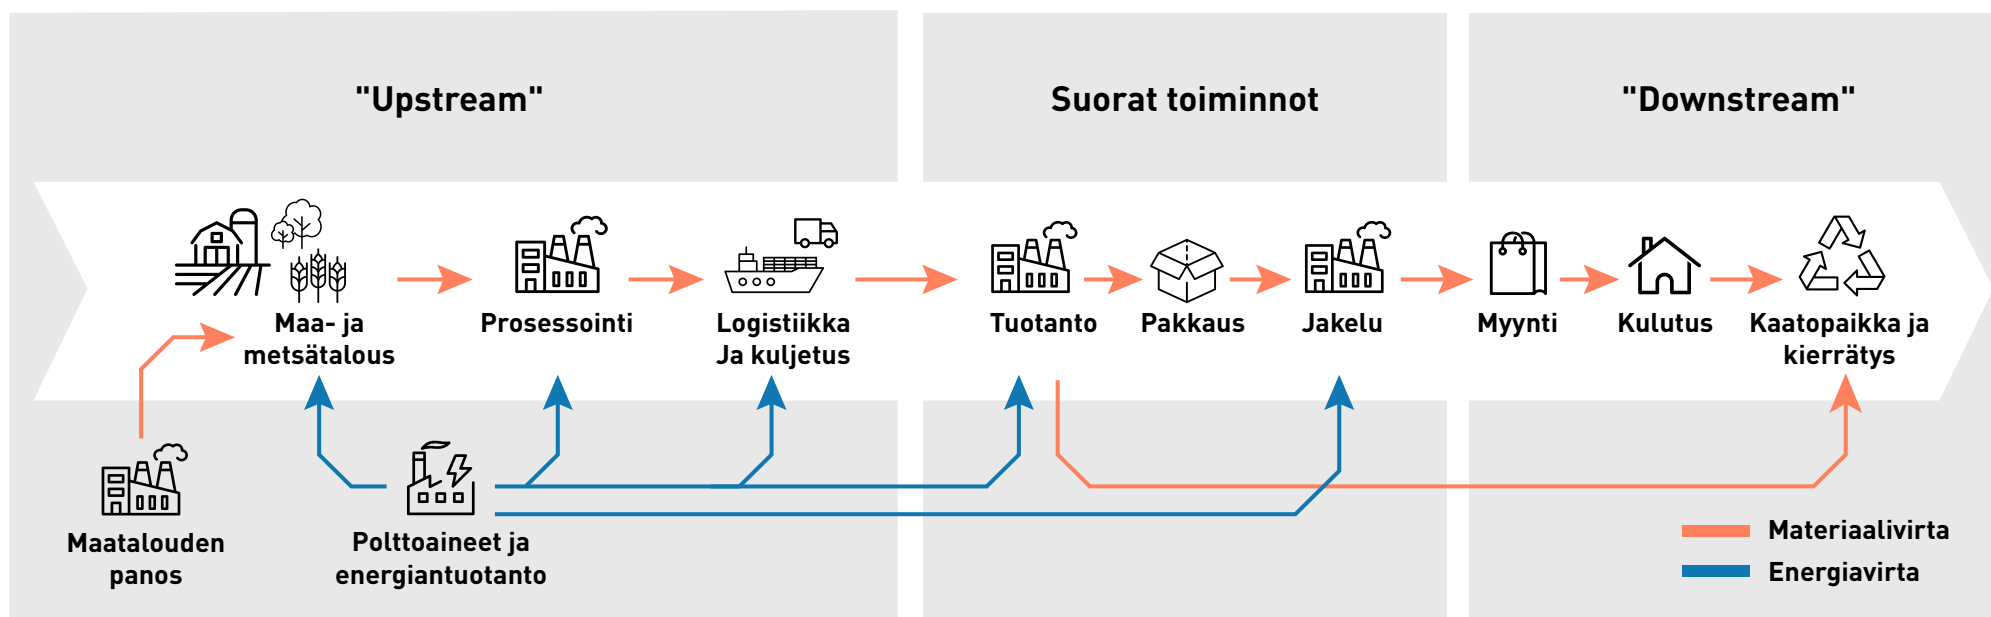 "Upstream"
Suorat toiminnot
"Downstream"
Maa- ja
metsätalous
Prosessointi
Logistiikka
Ja kuljetus
Tuotanto
Pakkaus
Jakelu
Myynti
Kulutus
Kaatopaikka ja
kierrätys
Maatalouden
panos
Polttoaineet ja
energiantuotanto
Materiaalivirta
Energiavirta